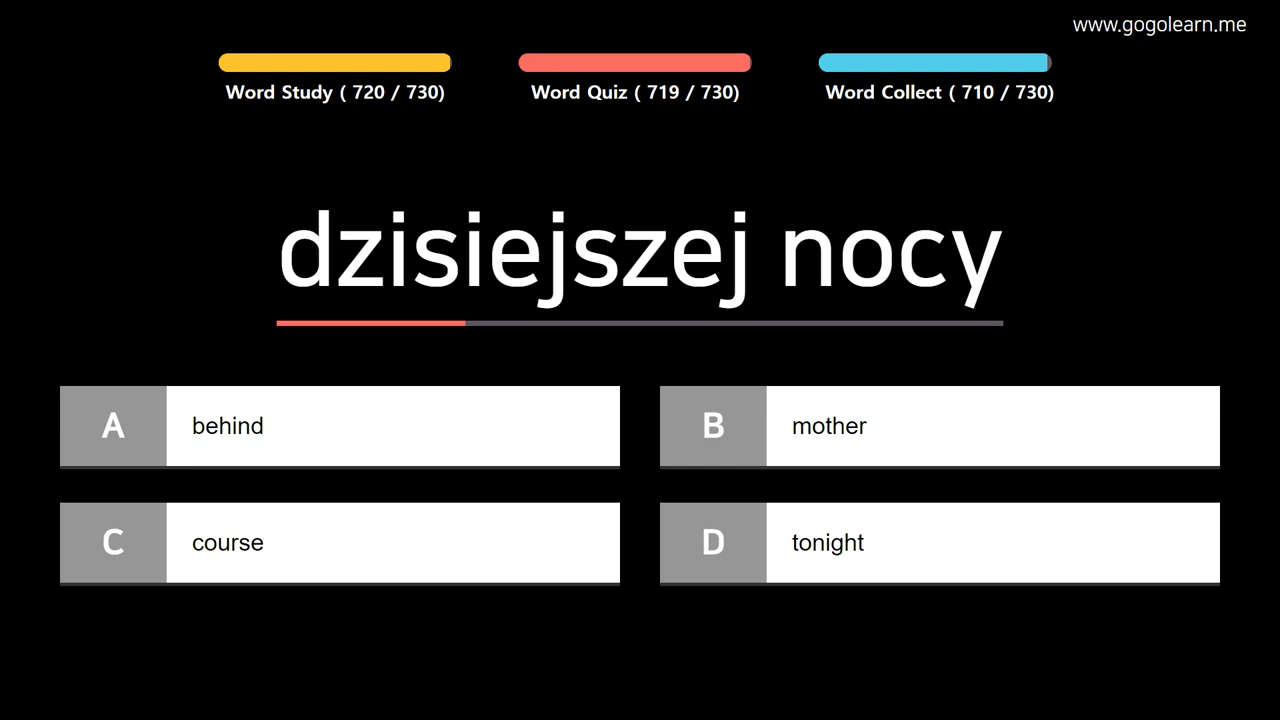 www.gogolearn.me
Word Study ( 720 / 730)
Word Quiz ( 719 / 730)
Word Collect ( 710 / 730)
dzisiejszej nocy
A behind
B mother
C course
D tonight